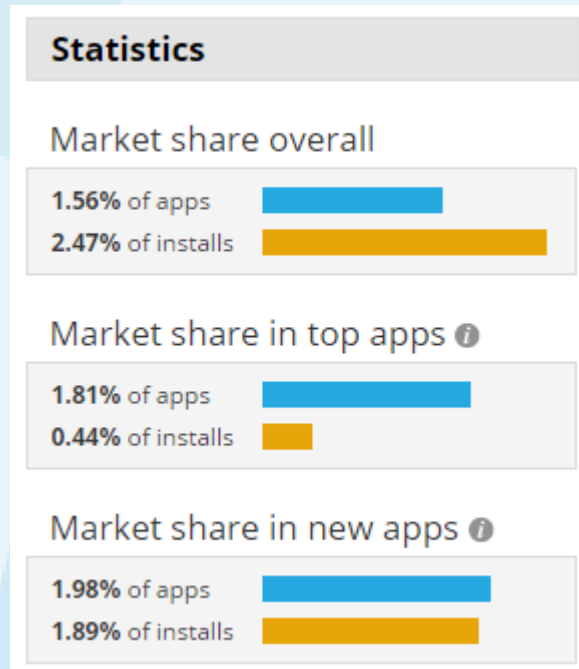 Statistics
Market share overall
1.56% of apps
2.47% of installs
Market share in top apps
1.81% of apps
0.44% of installs
Market share in new apps
1.98% of apps
1.89% of installs